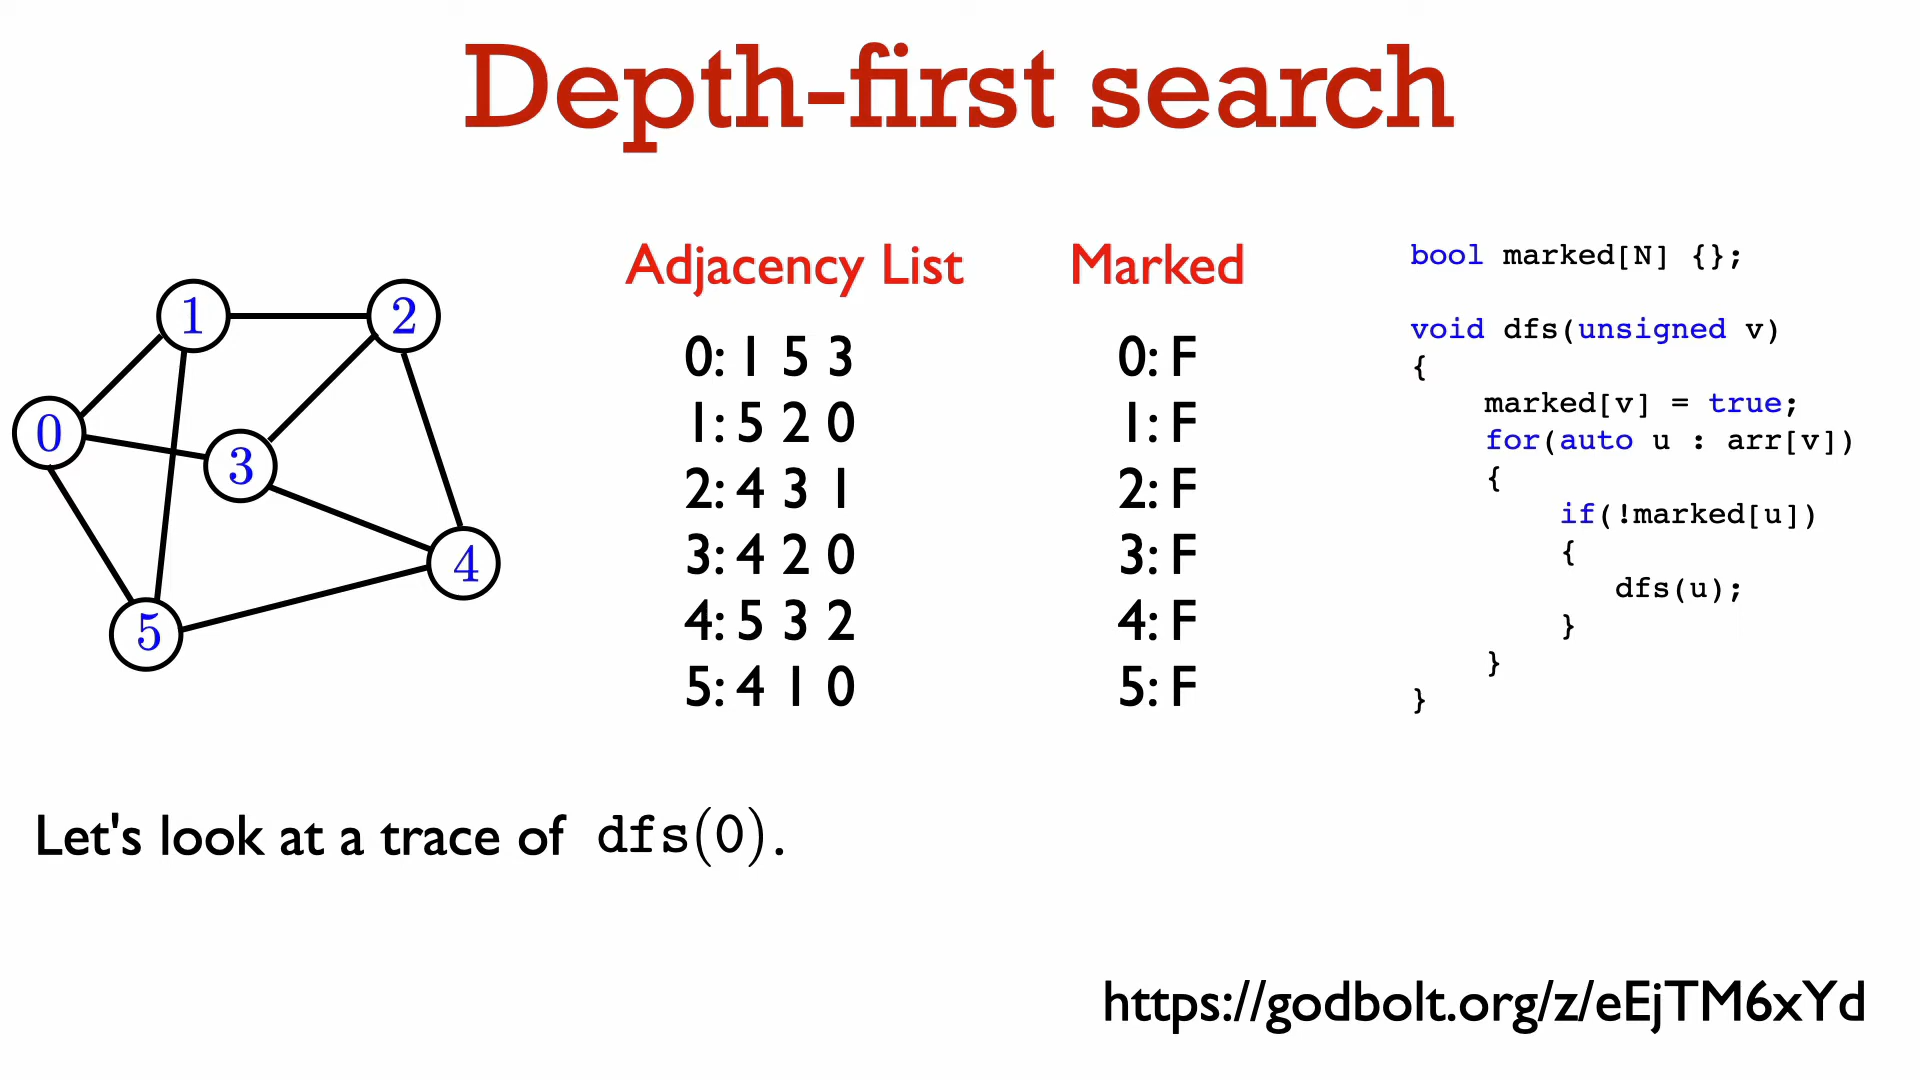 Depth-first search
1
2
0
3
4
5
Adjacency List
0: 1 5 3
1: 5 2 0
2: 4 3 1
3: 4 2 0
4: 5 3 2
5: 4 1 0
Marked
0: F
1: F
2: F
3: F
4: F
5: F
bool marked[N] {};
void dfs(unsigned v)
{
marked[v] = true;
for(auto u : arr[v])
{
if(!marked[u])
{
dfs(u);
}
}
}
Let's look at a trace of dfs(0).
https://godbolt.org/z/eEjTM6xYd